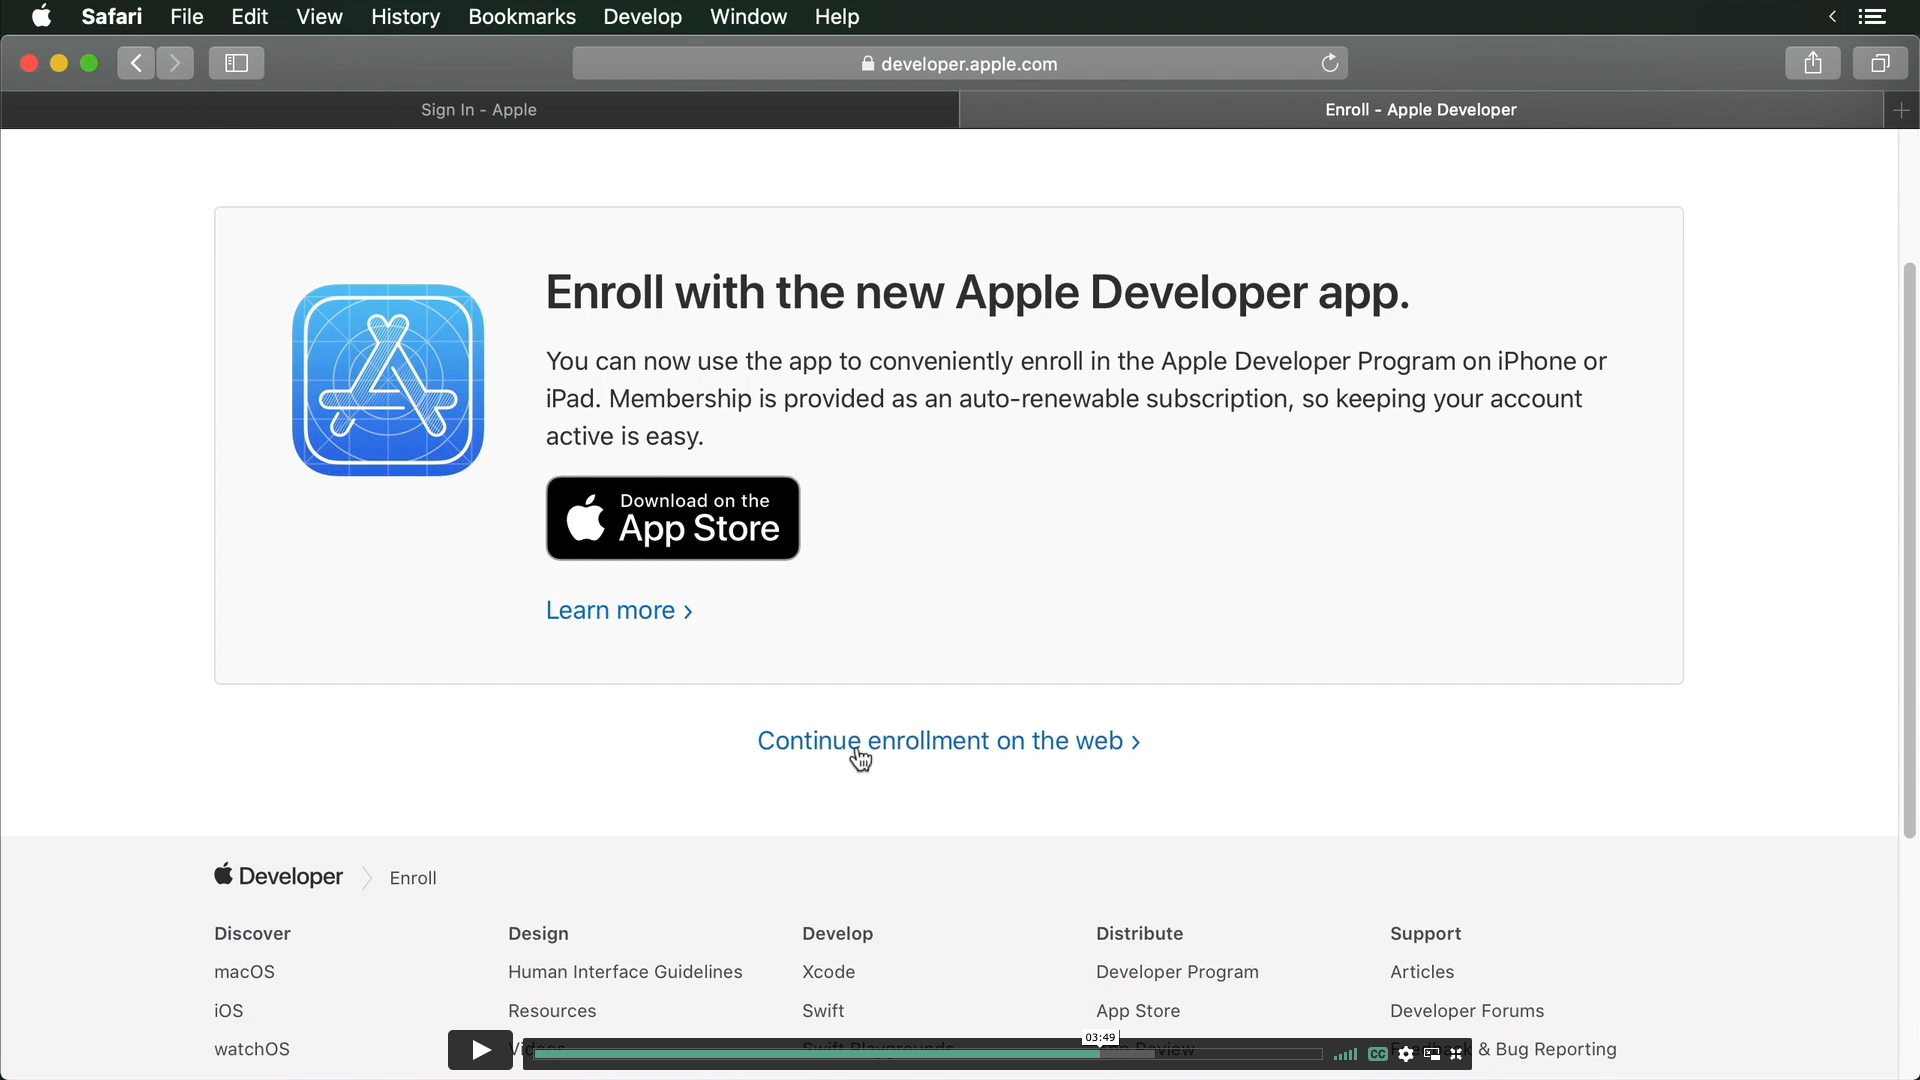 Safari File Edit View History Bookmarks Develop Window Help
developer.apple.com
Sign In - Apple
Enroll - Apple Developer
Enroll with the new Apple Developer app.
You can now use the app to conveniently enroll in the Apple Developer Program on iPhone or
iPad. Membership is provided as an auto-renewable subscription, so keeping your account
active is easy.
Download on the
App Store
Learn more ›
Continue enrollment on the web ›
Developer
Enroll
Discover Design Develop Distribute Support
macOS Human Interface Guidelines Xcode Developer Program Articles
iOS Resources Swift App Store Developer Forums
03:49
watchOS Videos Swift Playgrounds Review & Bug Reporting
CC